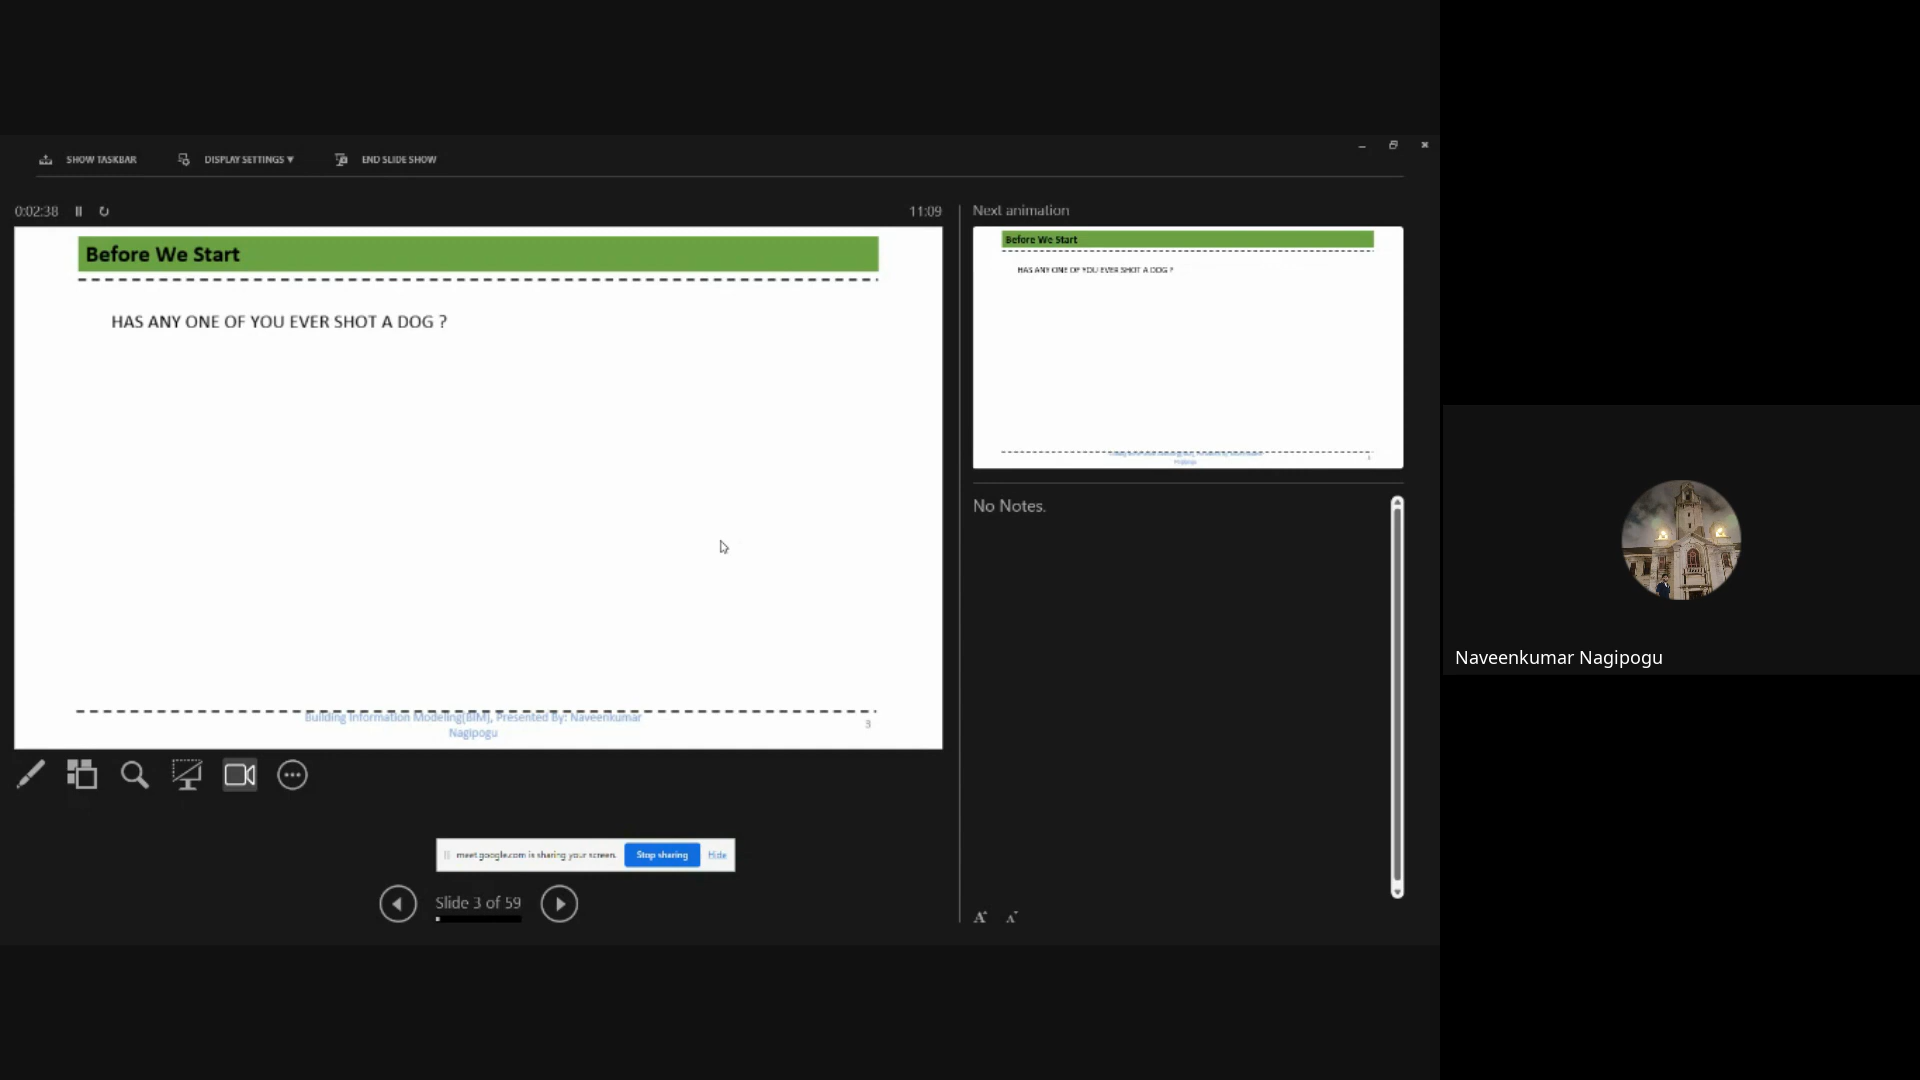 SHOW TASKBAR
DISPLAY SETTINGS ▼
END SLIDE SHOW
0:02:38
11:09
Next animation
Before We Start
HAS ANY ONE OF YOU EVER SHOT A DOG ?
Building Information Modeling(BIM), Presented By: Naveenkumar
Nagipogu
3
Before We Start
HAS ANY ONE OF YOU EVER SHOT A DOG ?
No Notes.
Naveenkumar Nagipogu
meet.google.com is sharing your screen.
Stop sharing
Hide
Slide 3 of 59